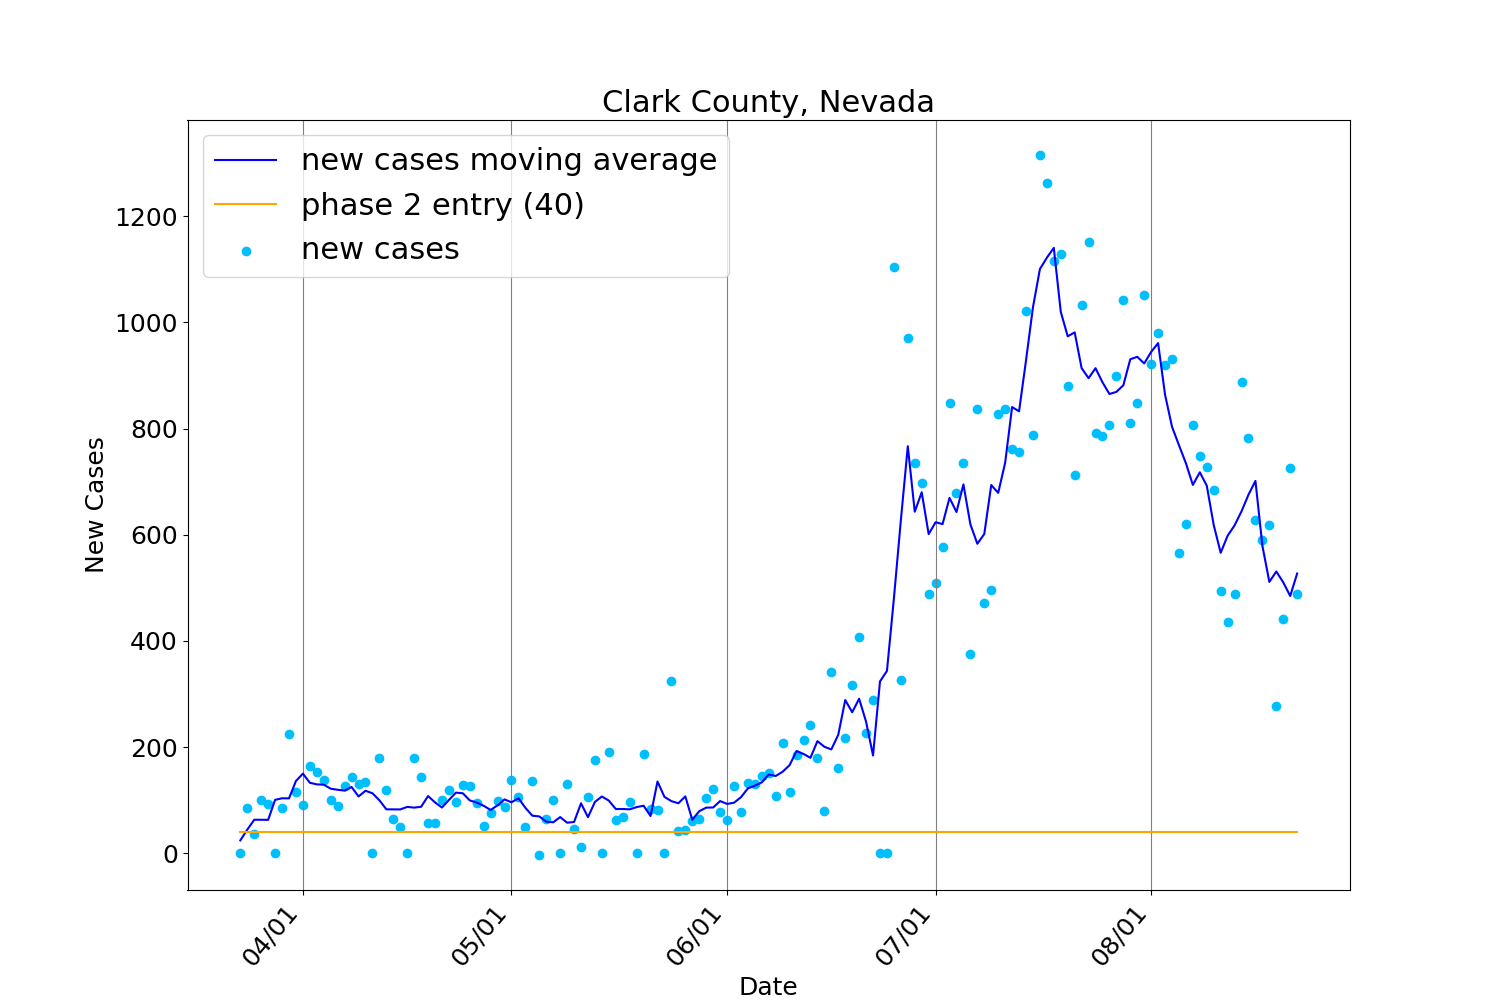 Clark County, Nevada
new cases moving average
phase 2 entry (40)
new cases
1200
1000
800
600
400
200
0
New Cases
04/01
05/01
06/01
07/01
08/01
Date